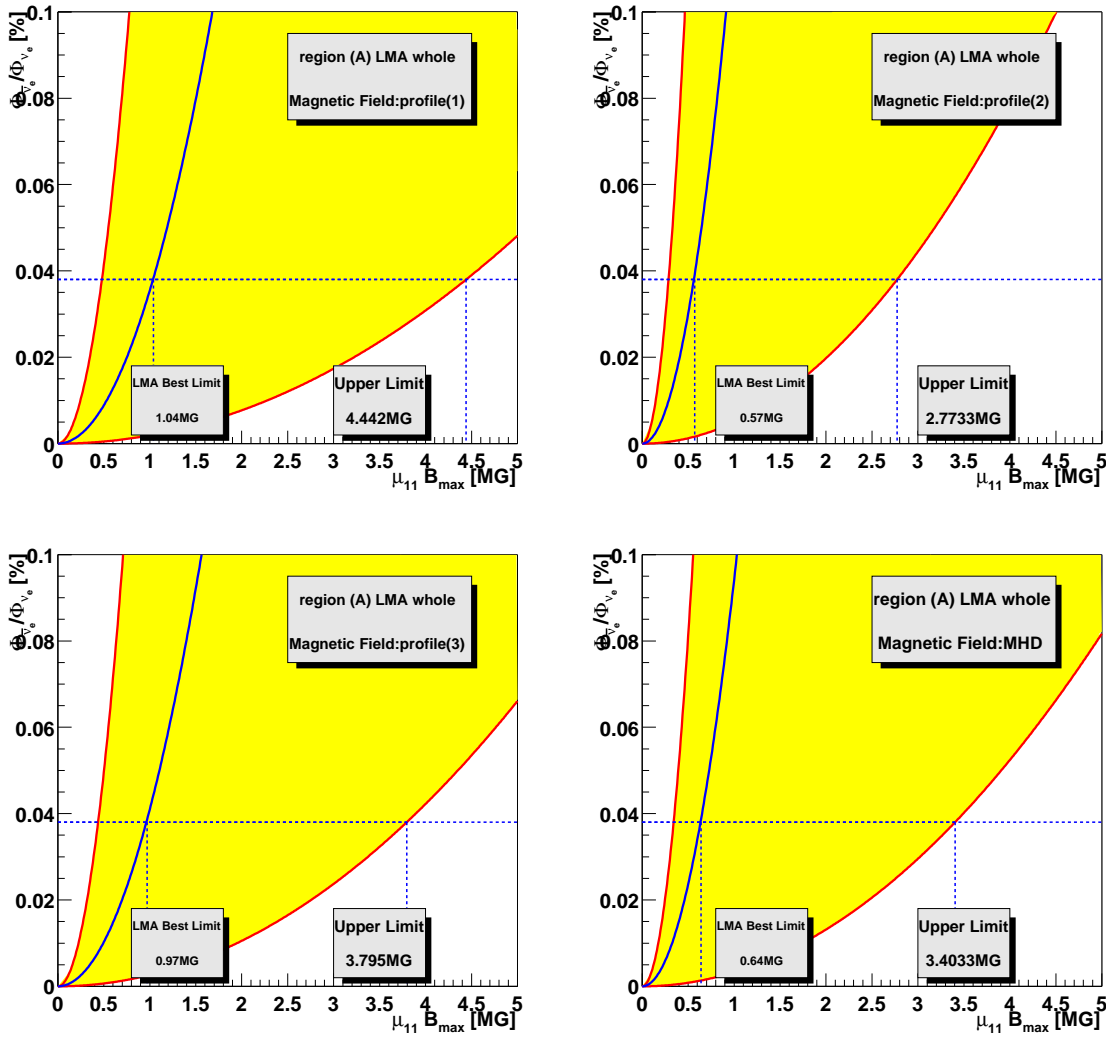 Φν̅e/Φνe [%]
0.1
0.08
0.06
0.04
0.02
0
region (A) LMA whole
Magnetic Field:profile(1)
LMA Best Limit
1.04MG
Upper Limit
4.442MG
0 0.5 1 1.5 2 2.5 3 3.5 4 4.5 5
μ11 Bmax [MG]
Φν̅e/Φνe [%]
0.1
0.08
0.06
0.04
0.02
0
region (A) LMA whole
Magnetic Field:profile(2)
LMA Best Limit
0.57MG
Upper Limit
2.7733MG
0 0.5 1 1.5 2 2.5 3 3.5 4 4.5 5
μ11 Bmax [MG]
Φν̅e/Φνe [%]
0.1
0.08
0.06
0.04
0.02
0
region (A) LMA whole
Magnetic Field:profile(3)
LMA Best Limit
0.97MG
Upper Limit
3.795MG
0 0.5 1 1.5 2 2.5 3 3.5 4 4.5 5
μ11 Bmax [MG]
Φν̅e/Φνe [%]
0.1
0.08
0.06
0.04
0.02
0
region (A) LMA whole
Magnetic Field:MHD
LMA Best Limit
0.64MG
Upper Limit
3.4033MG
0 0.5 1 1.5 2 2.5 3 3.5 4 4.5 5
μ11 Bmax [MG]